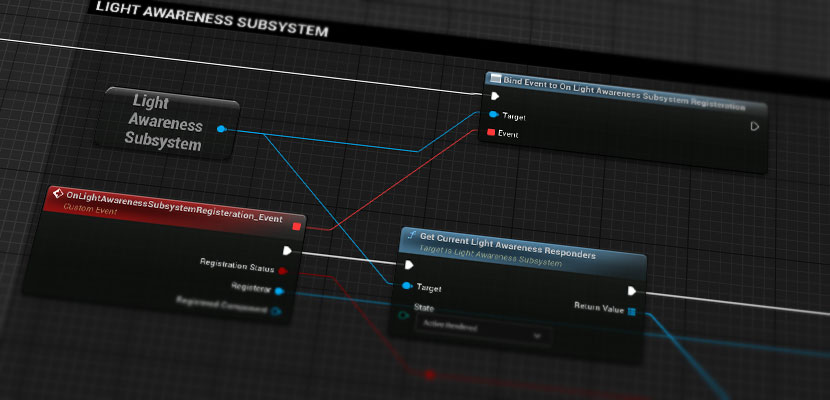 LIGHT AWARENESS SUBSYSTEM
Bind Event to On Light Awareness Subsystem Registeration
Target
Event
Light
Awareness
Subsystem
OnLightAwarenessSubsystemRegisteration_Event
Custom Event
Registration Status
Registerar
Registered Component
Get Current Light Awareness Responders
Target is Light Awareness Subsystem
Target
Return Value
State
Active Rendered